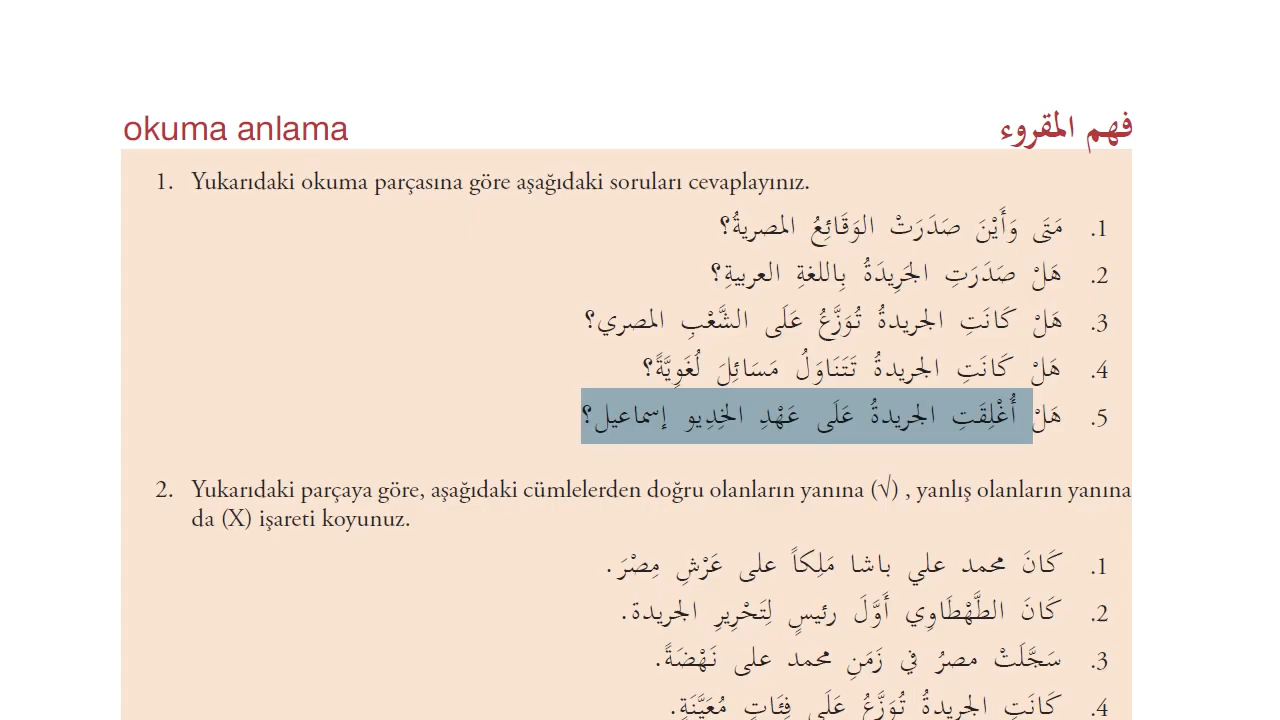 okuma anlama فهم المقروء
1. Yukarıdaki okuma parçasına göre aşağıdaki soruları cevaplayınız.
1. مَتَى وَأَيْنَ صَدَرَتْ الوَقَائِعُ المصريةُ؟
2. هَلْ صَدَرَتِ الجَرِيدَةُ بِاللغةِ العربيةِ؟
3. هَلْ كَانَتِ الجريدةُ تُوَزَّعُ عَلَى الشَّعْبِ المصري؟
4. هَلْ كَانَتِ الجريدةُ تَتَنَاوَلُ مَسَائِلَ لُغَوِيَّةً؟
5. هَلْ أُغْلِقَتِ الجريدةُ عَلَى عَهْدِ الخِدِيو إسماعيل؟
2. Yukarıdaki parçaya göre, aşağıdaki cümlelerden doğru olanların yanına (√) , yanlış olanların yanına
da (X) işareti koyunuz.
1. كَانَ محمد علي باشا مَلِكاً على عَرْشِ مِصْرَ.
2. كَانَ الطَّهْطَاوِي أَوَّلَ رئيسٍ لِتَحْرِيرِ الجريدة.
3. سَجَّلَتْ مصرُ في زَمَنِ محمد على نَهْضَةً.
4. كَانَتِ الجريدةُ تُوَزَّعُ عَلَى فِئَاتٍ مُعَيَّنَةٍ.